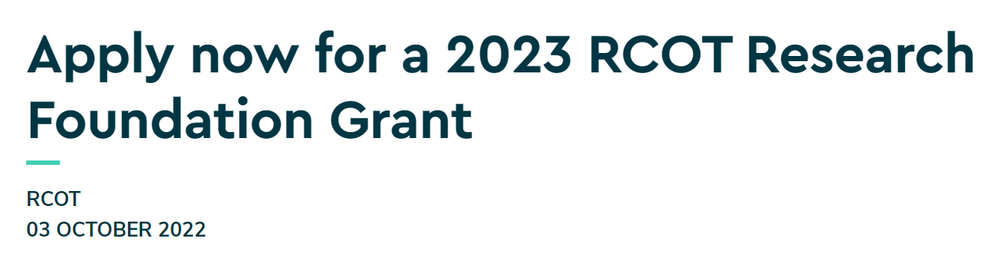 Apply now for a 2023 RCOT Research
Foundation Grant
RCOT
03 OCTOBER 2022